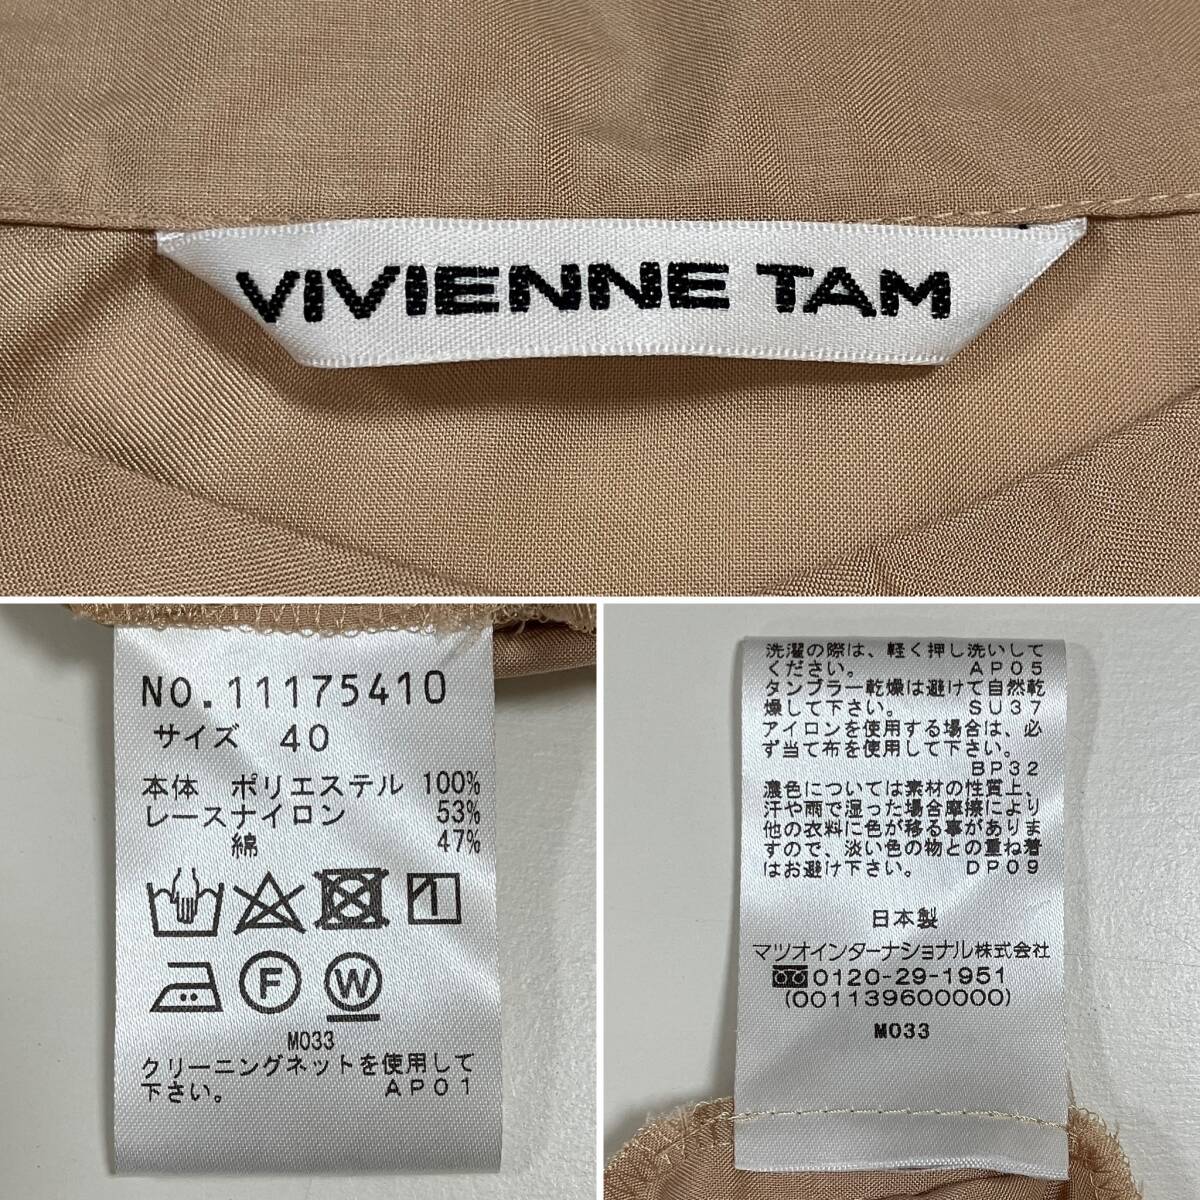 VIVIENNE TAM
NO.11175410
サイズ 40
本体 ポリエステル 100%
レースナイロン 53%
綿 47%
F W
M033
クリーニングネットを使用して
下さい。 AP01
洗濯の際は、軽く押し洗いして
ください。 AP05
タンブラー乾燥は避けて自然乾
燥して下さい。 SU37
アイロンを使用する場合は、必
ず当て布を使用して下さい。
BP32
濃色については素材の性質上、
汗や雨で湿った場合摩擦により
他の衣料に色が移る事がありま
すので、淡い色の物との重ね着
はお避け下さい。 DP09
日本製
マツオインターナショナル株式会社
0120-29-1951
(001139600000)
M033